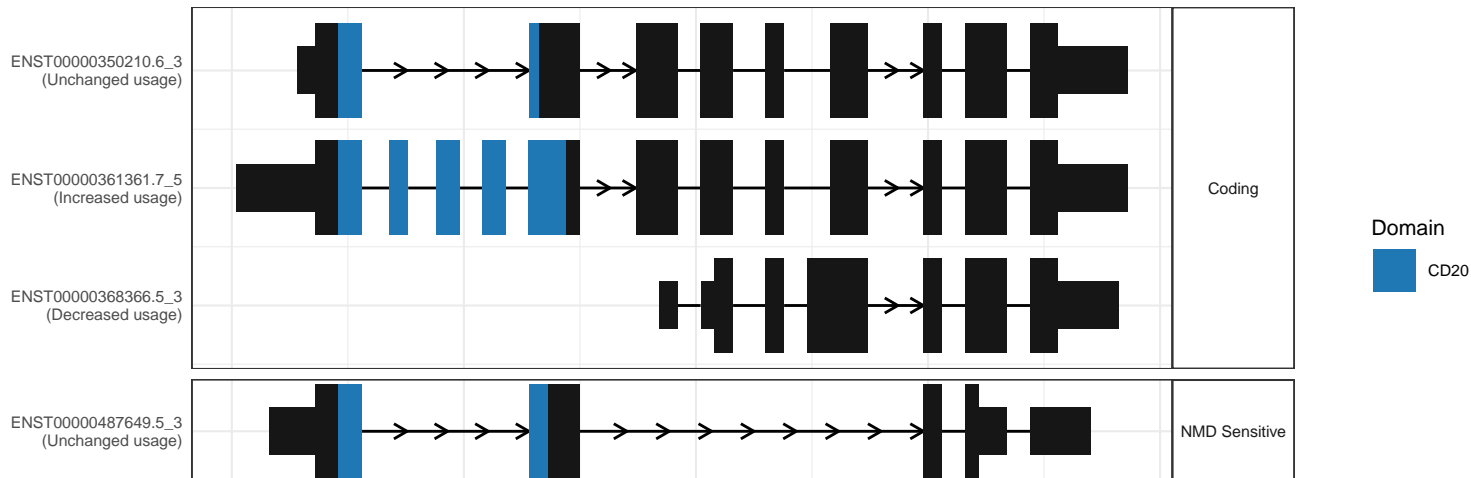 ENST00000350210.6_3
(Unchanged usage)
ENST00000361361.7_5
(Increased usage)
Coding
ENST00000368366.5_3
(Decreased usage)
ENST00000487649.5_3
(Unchanged usage)
NMD Sensitive
Domain
CD20